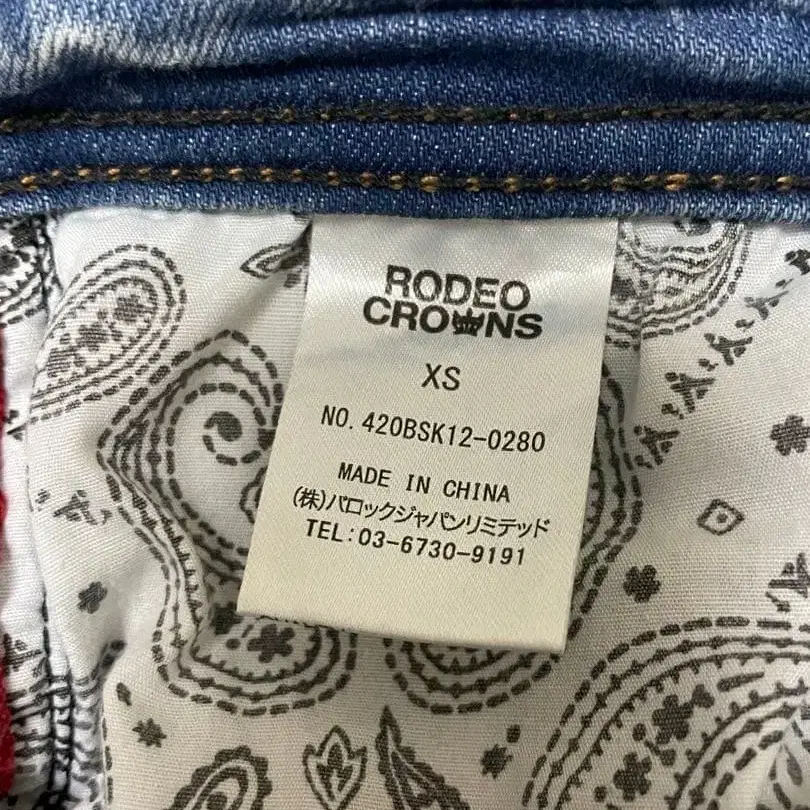 RODEO
CROWNS
XS
NO. 420BSK12-0280
MADE IN CHINA
(株)バロックジャパンリミテッド
TEL:03-6730-9191